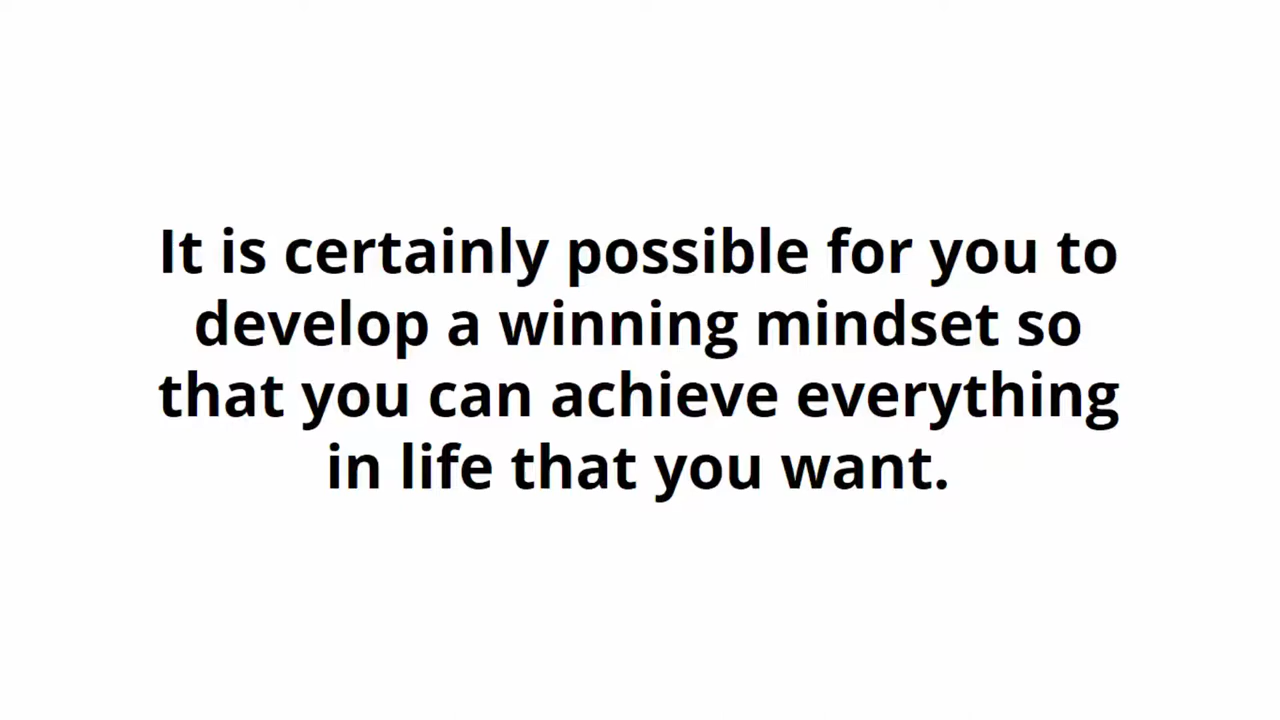 It is certainly possible for you to
develop a winning mindset so
that you can achieve everything
in life that you want.